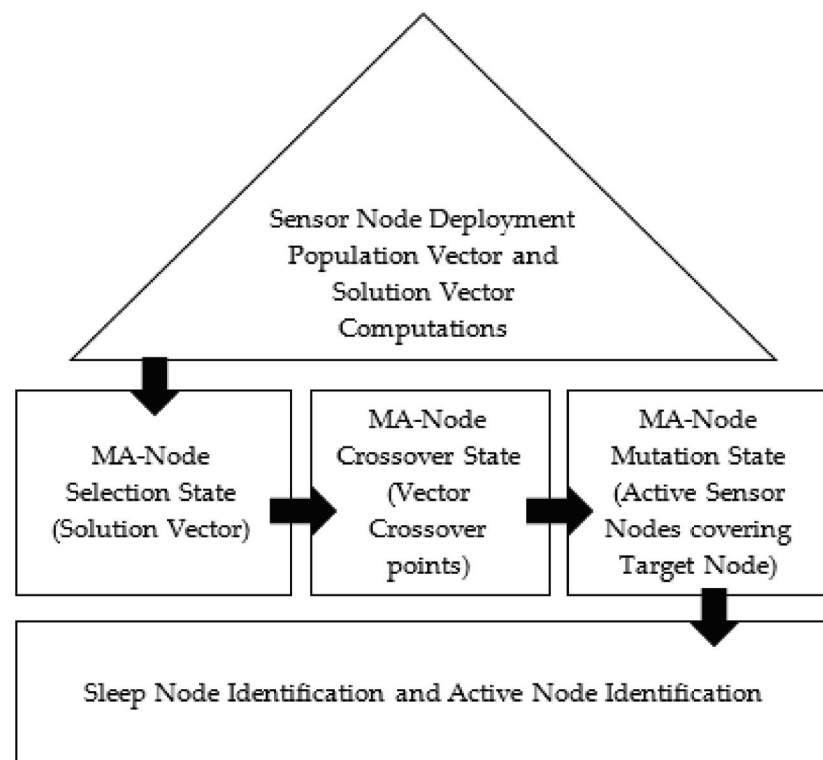 Sensor Node Deployment
Population Vector and
Solution Vector
Computations
MA-Node
Selection State
(Solution Vector)
MA-Node
Crossover State
(Vector
Crossover
points)
MA-Node
Mutation State
(Active Sensor
Nodes covering
Target Node)
Sleep Node Identification and Active Node Identification